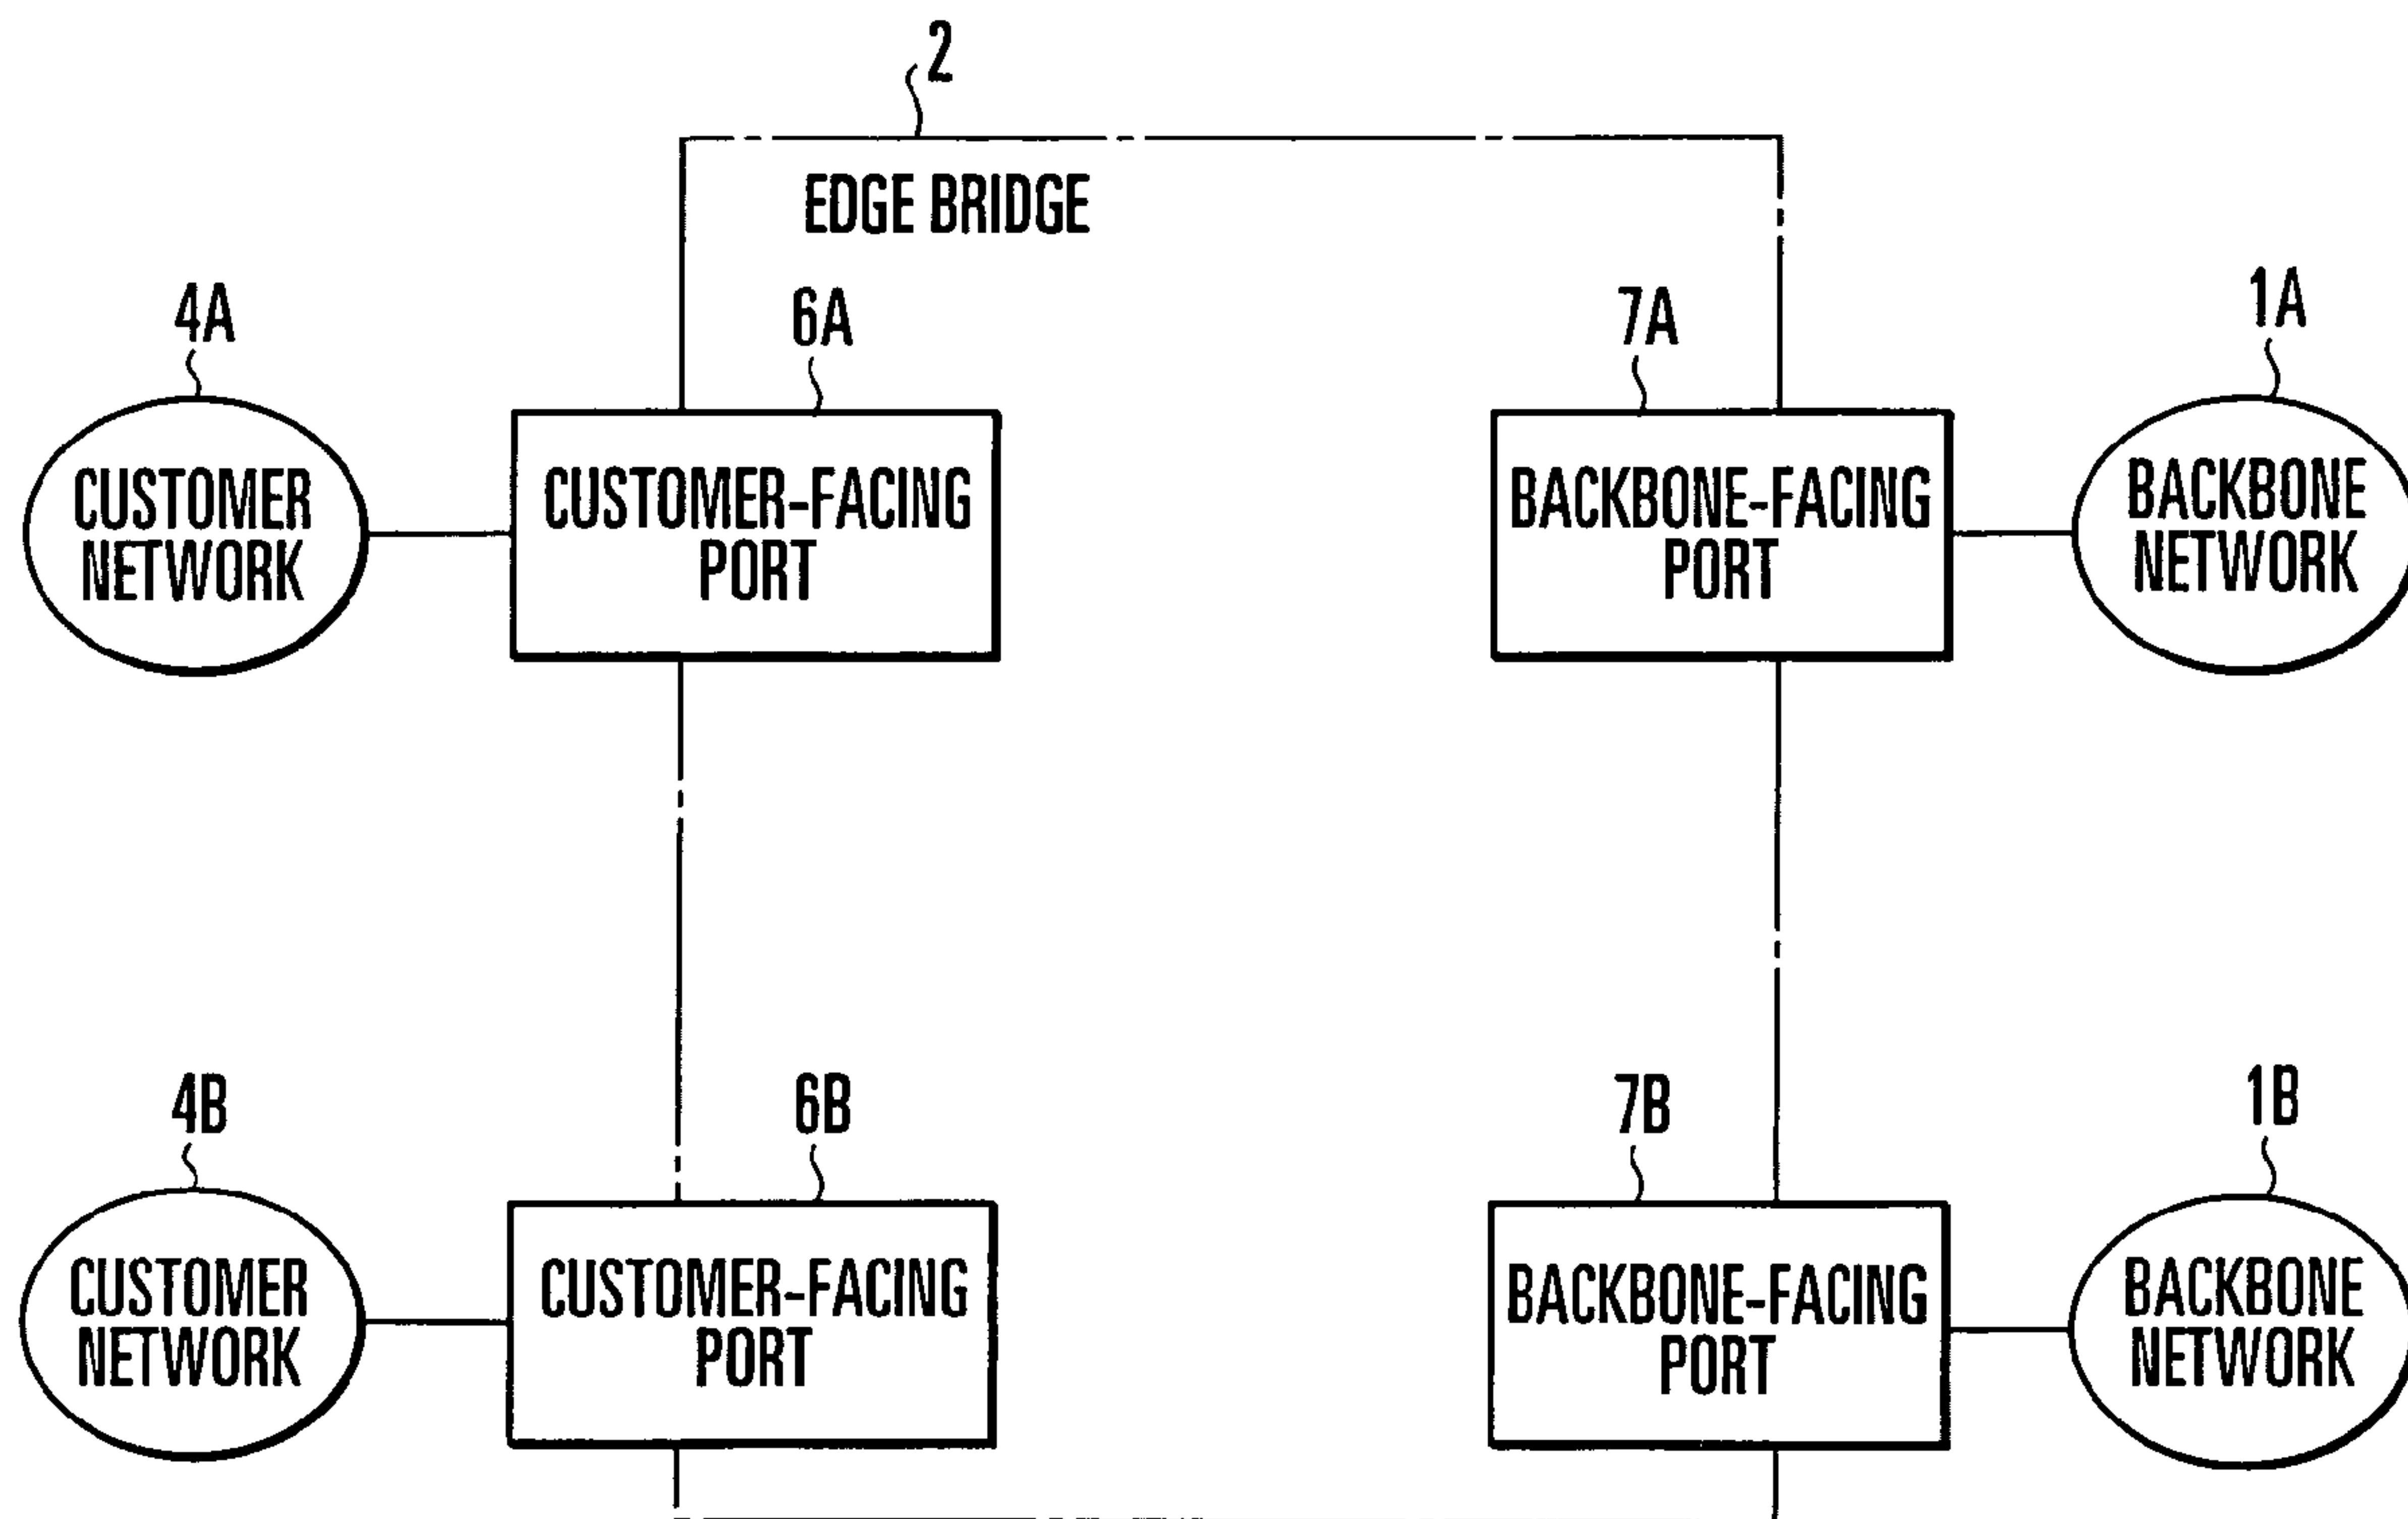 2
EDGE BRIDGE
4A
6A
7A
1A
CUSTOMER
NETWORK
CUSTOMER-FACING
PORT
BACKBONE-FACING
PORT
BACKBONE
NETWORK
4B
6B
7B
1B
CUSTOMER
NETWORK
CUSTOMER-FACING
PORT
BACKBONE-FACING
PORT
BACKBONE
NETWORK